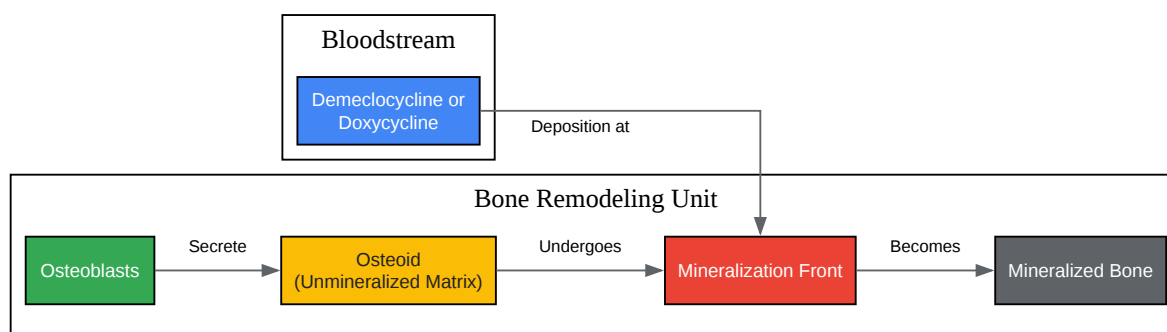 Bloodstream
Demeclocycline or
Doxycycline
Deposition at
Bone Remodeling Unit
Osteoblasts
Secrete
Osteoid
(Unmineralized Matrix)
Undergoes
Mineralization Front
Becomes
Mineralized Bone